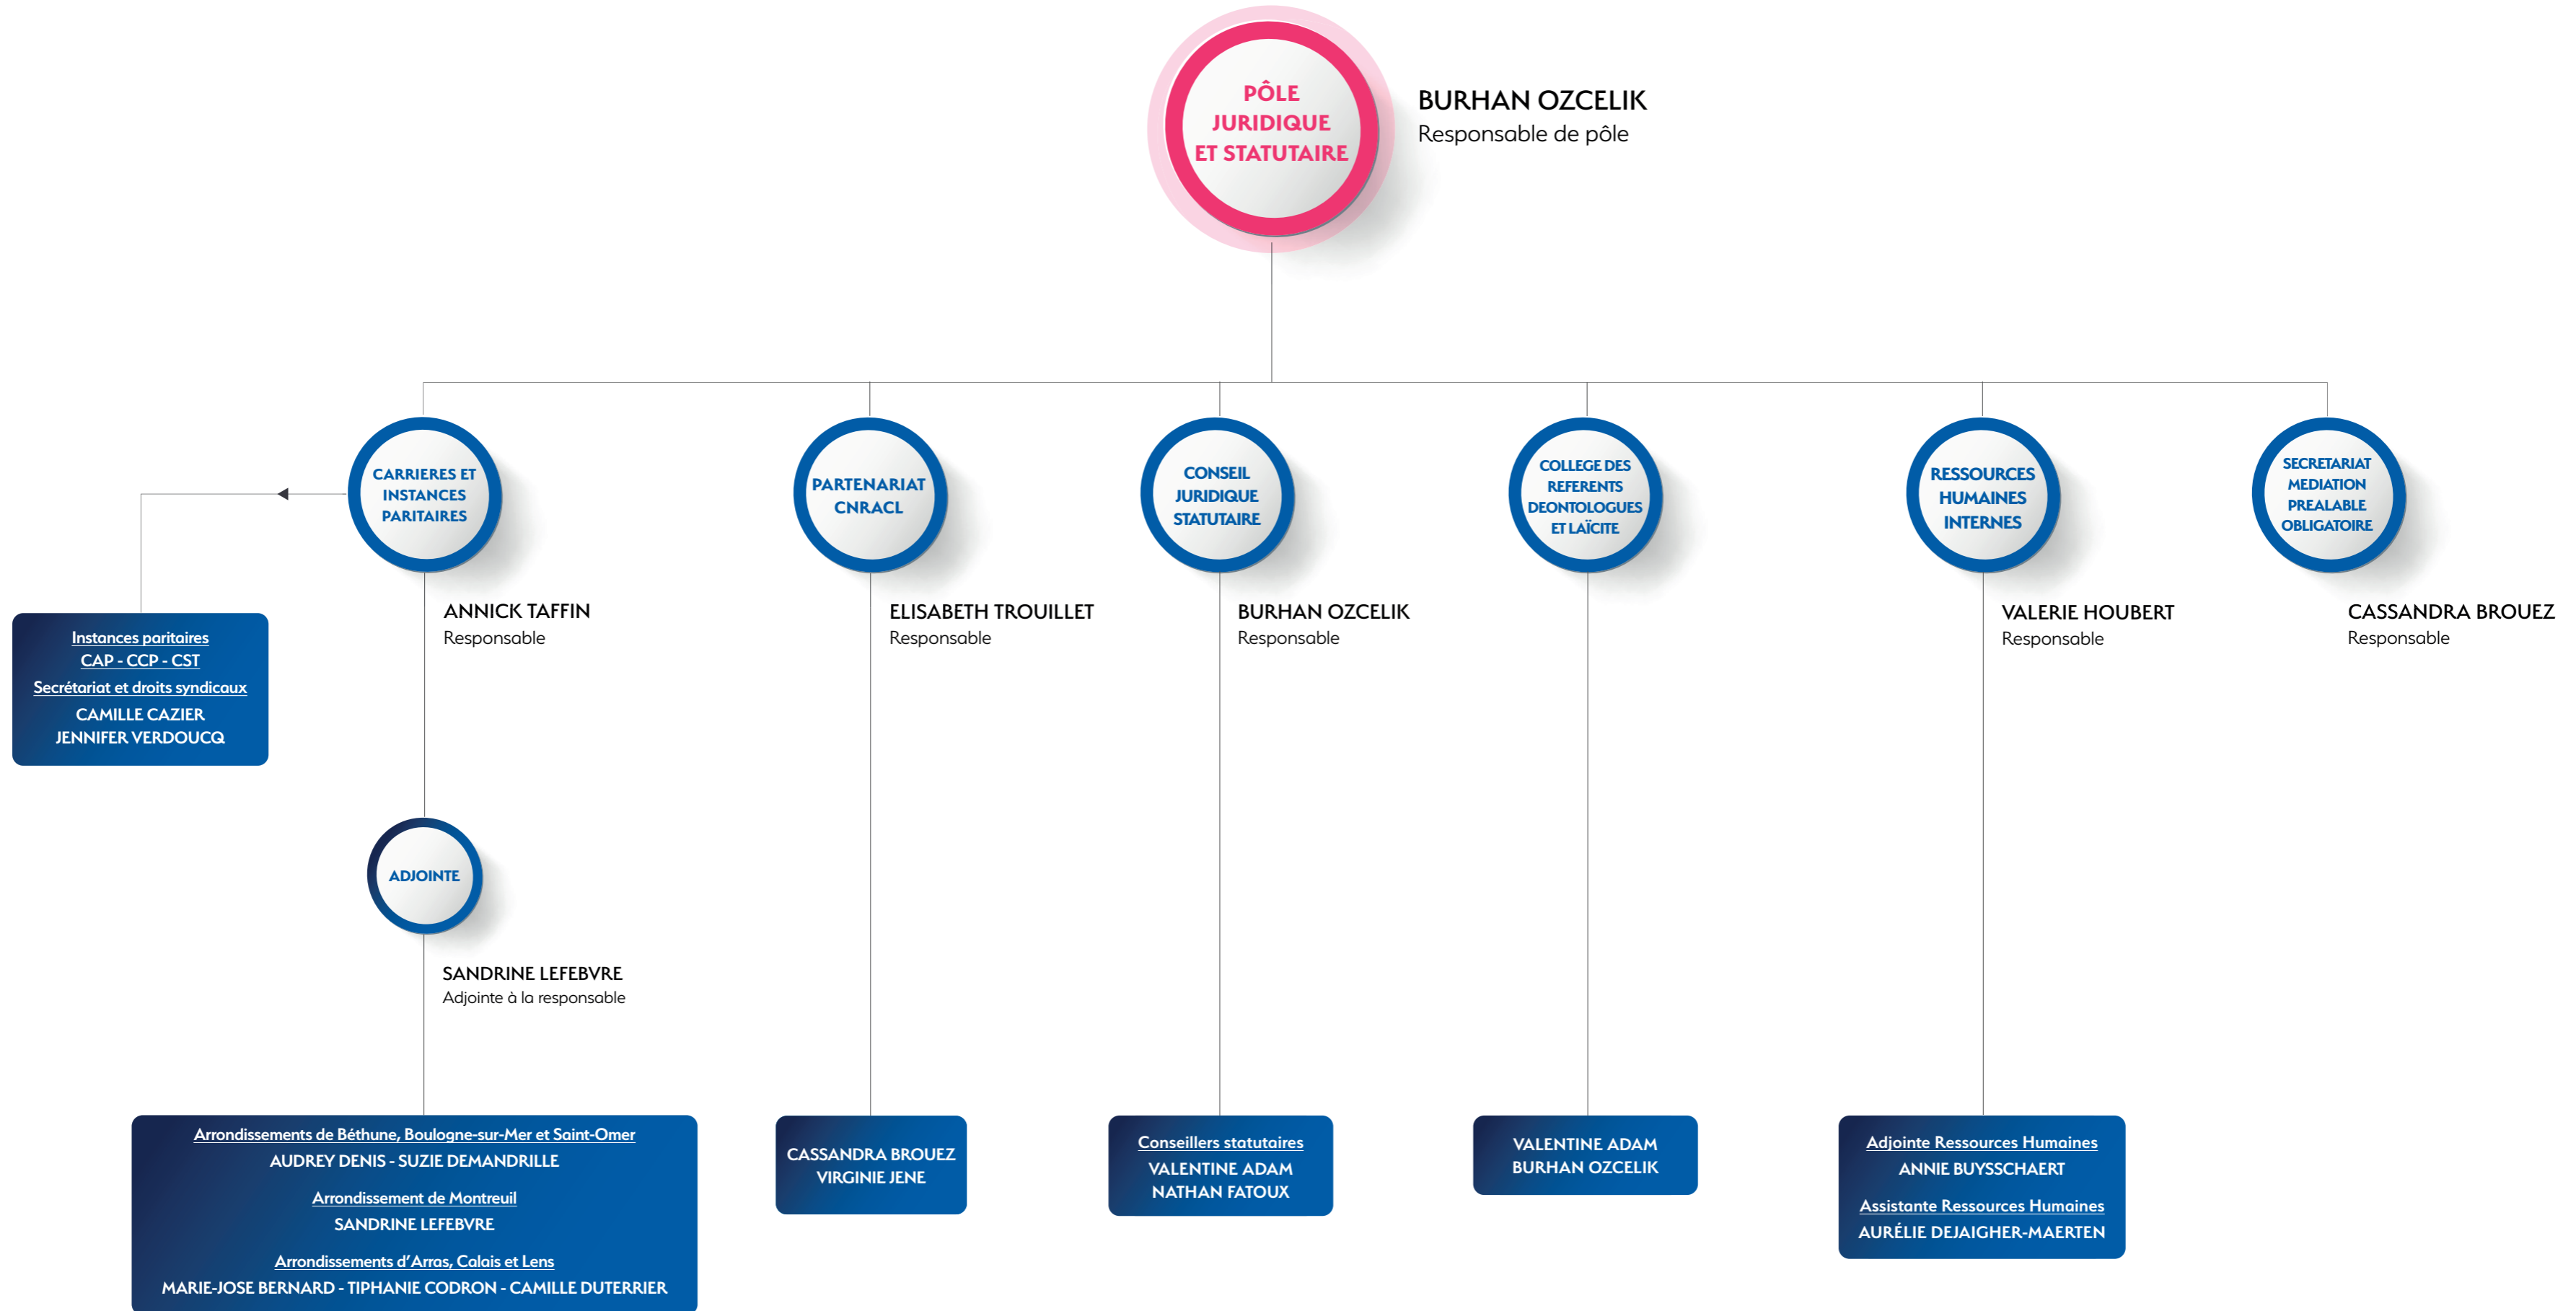 PÔLE
JURIDIQUE
ET STATUTAIRE
BURHAN OZCELIK
Responsable de pôle
CARRIERES ET
INSTANCES
PARITAIRES
ANNICK TAFFIN
Responsable
Instances paritaires
CAP - CCP - CST
Secrétariat et droits syndicaux
CAMILLE CAZIER
JENNIFER VERDOUCQ
ADJOINTE
SANDRINE LEFEBVRE
Adjointe à la responsable
Arrondissements de Béthune, Boulogne-sur-Mer et Saint-Omer
AUDREY DENIS - SUZIE DEMANDRILLE
Arrondissement de Montreuil
SANDRINE LEFEBVRE
Arrondissements d’Arras, Calais et Lens
MARIE-JOSE BERNARD - TIPHANIE CODRON - CAMILLE DUTERRIER
PARTENARIAT
CNRACL
ELISABETH TROUILLET
Responsable
CASSANDRA BROUEZ
VIRGINIE JENE
CONSEIL
JURIDIQUE
STATUTAIRE
BURHAN OZCELIK
Responsable
Conseillers statutaires
VALENTINE ADAM
NATHAN FATOUX
COLLEGE DES
REFERENTS
DEONTOLOGUES
ET LAÏCITE
VALENTINE ADAM
BURHAN OZCELIK
RESSOURCES
HUMAINES
INTERNES
VALERIE HOUBERT
Responsable
Adjointe Ressources Humaines
ANNIE BUYSSCHAERT
Assistante Ressources Humaines
AURÉLIE DEJAIGHER-MAERTEN
SECRETARIAT
MEDIATION
PREALABLE
OBLIGATOIRE
CASSANDRA BROUEZ
Responsable